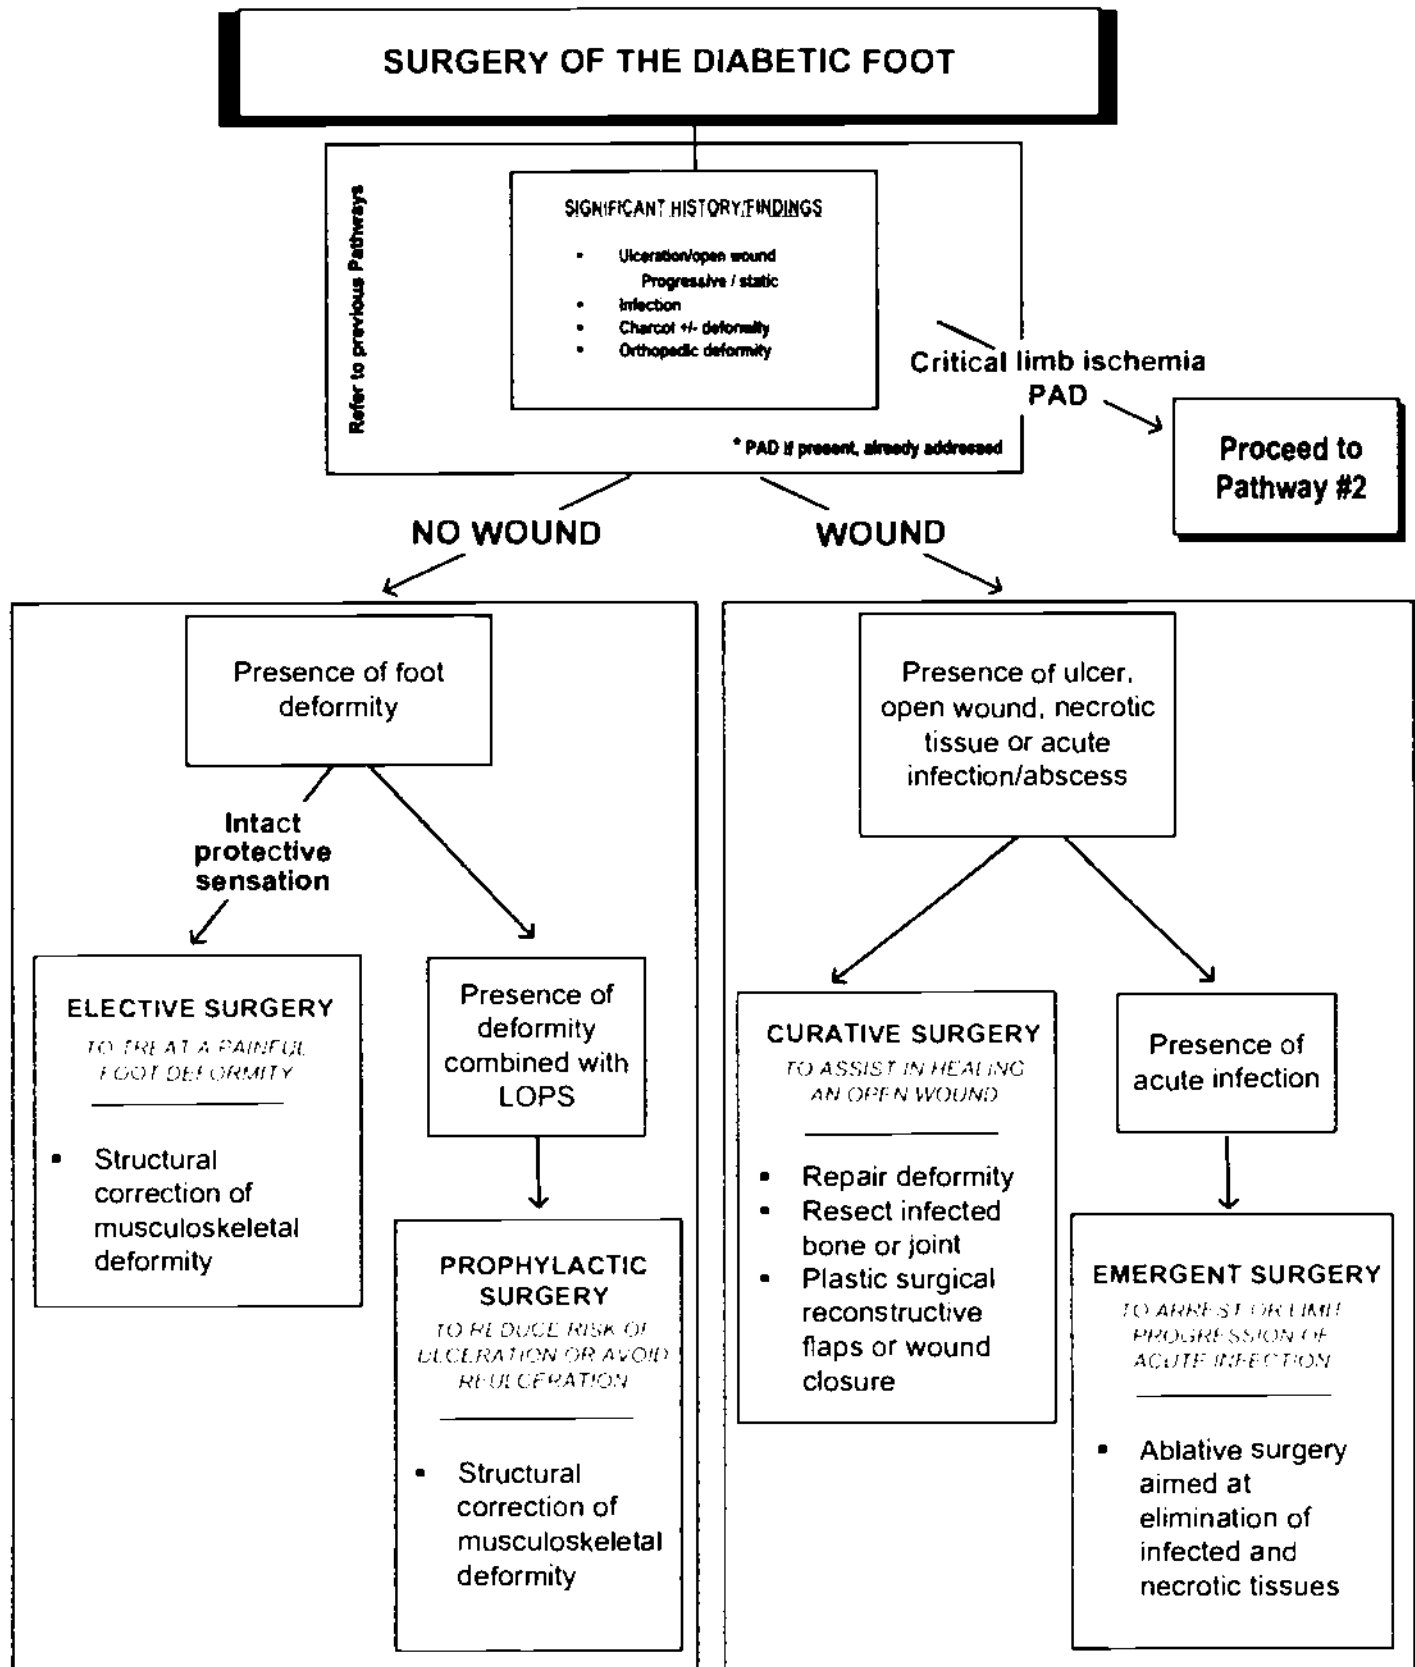 SURGERY OF THE DIABETIC FOOT
Refer to previous Pathways
SIGNIFICANT HISTORY/FINDINGS
• Ulceration/open wound
Progressive / static
• Infection
• Charcot +/- deformity
• Orthopedic deformity
* PAD if present, already addressed
Critical limb ischemia
PAD
Proceed to
Pathway #2
NO WOUND
WOUND
Presence of foot
deformity
Intact
protective
sensation
ELECTIVE SURGERY
TO TREAT A PAINFUL
FOOT DEFORMITY
▪ Structural
correction of
musculoskeletal
deformity
Presence of
deformity
combined with
LOPS
PROPHYLACTIC
SURGERY
TO REDUCE RISK OF
ULCERATION OR AVOID
REULCERATION
▪ Structural
correction of
musculoskeletal
deformity
Presence of ulcer,
open wound, necrotic
tissue or acute
infection/abscess
CURATIVE SURGERY
TO ASSIST IN HEALING
AN OPEN WOUND
▪ Repair deformity
▪ Resect infected
bone or joint
▪ Plastic surgical
reconstructive
flaps or wound
closure
Presence of
acute infection
EMERGENT SURGERY
TO ARREST OR LIMIT
PROGRESSION OF
ACUTE INFECTION
▪ Ablative surgery
aimed at
elimination of
infected and
necrotic tissues